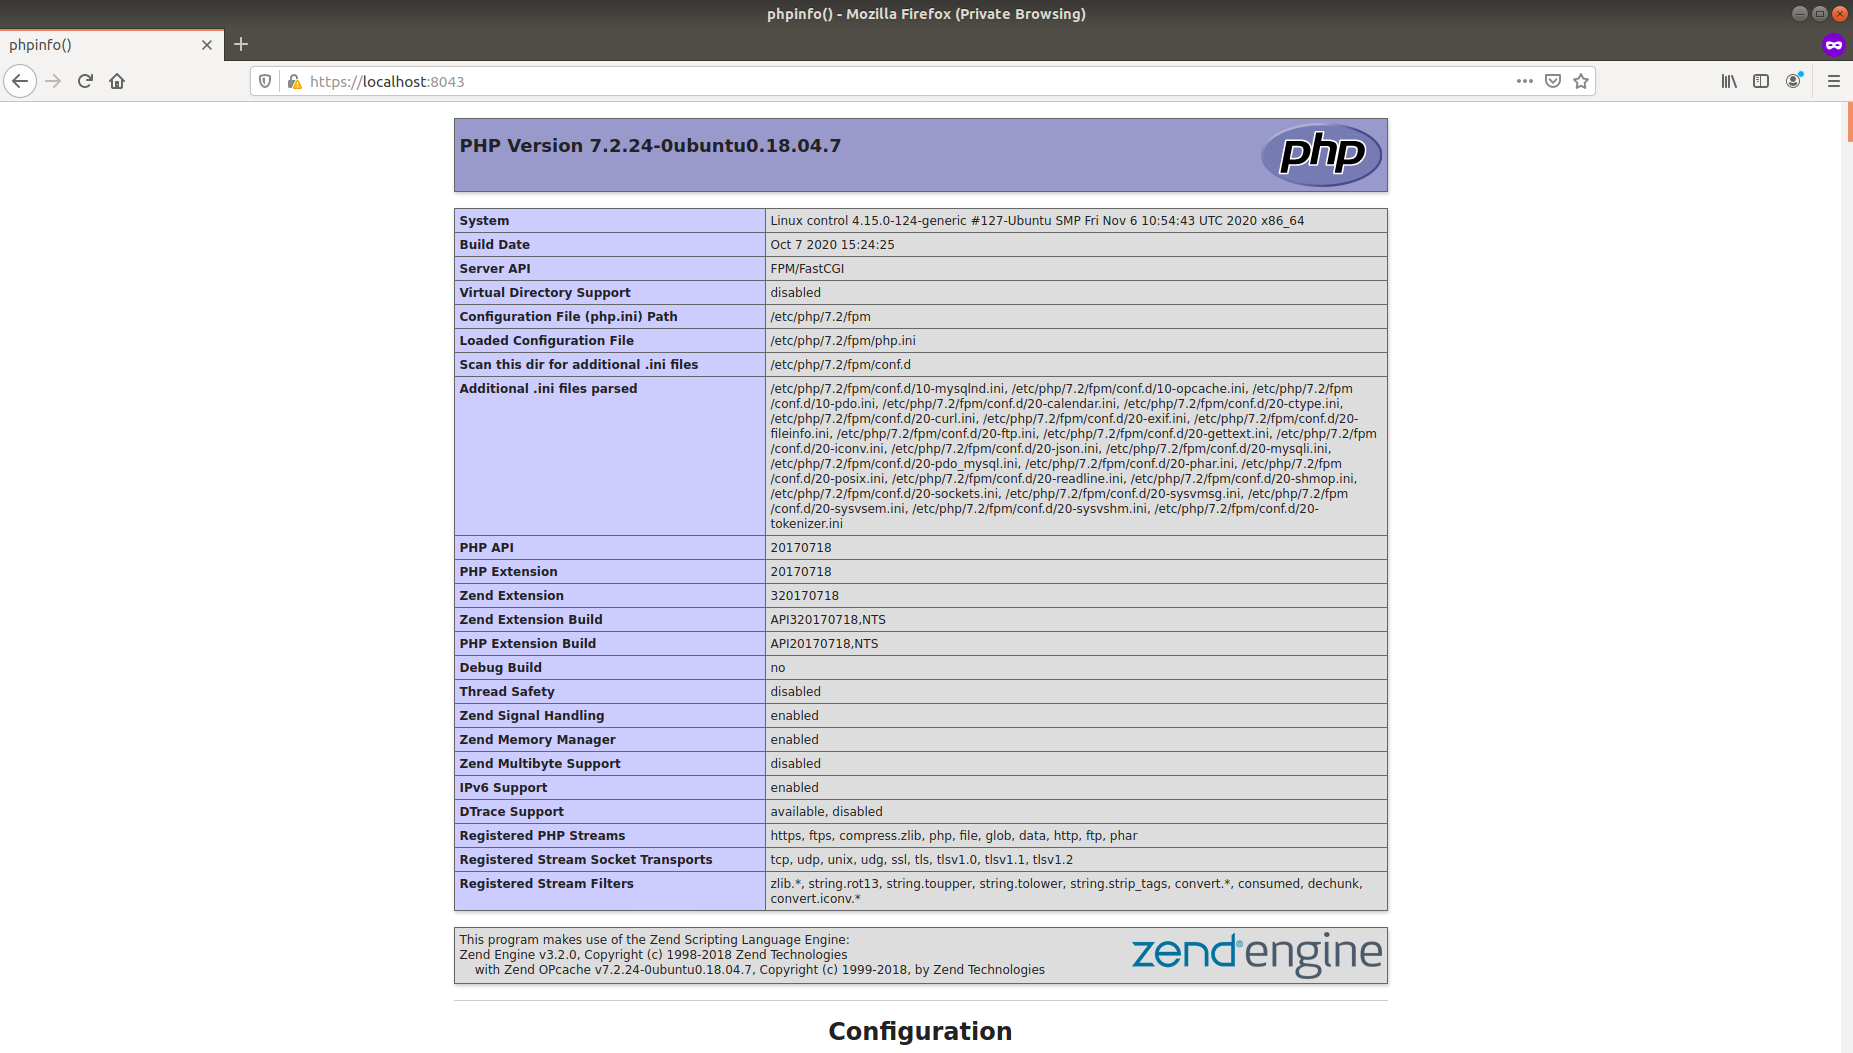 phpinfo() - Mozilla Firefox (Private Browsing)
phpinfo()
https://localhost:8043
PHP Version 7.2.24-0ubuntu0.18.04.7
php
System Linux control 4.15.0-124-generic #127-Ubuntu SMP Fri Nov 6 10:54:43 UTC 2020 x86_64
Build Date Oct 7 2020 15:24:25
Server API FPM/FastCGI
Virtual Directory Support disabled
Configuration File (php.ini) Path /etc/php/7.2/fpm
Loaded Configuration File /etc/php/7.2/fpm/php.ini
Scan this dir for additional .ini files /etc/php/7.2/fpm/conf.d
Additional .ini files parsed /etc/php/7.2/fpm/conf.d/10-mysqlnd.ini, /etc/php/7.2/fpm/conf.d/10-opcache.ini, /etc/php/7.2/fpm
/conf.d/10-pdo.ini, /etc/php/7.2/fpm/conf.d/20-calendar.ini, /etc/php/7.2/fpm/conf.d/20-ctype.ini,
/etc/php/7.2/fpm/conf.d/20-curl.ini, /etc/php/7.2/fpm/conf.d/20-exif.ini, /etc/php/7.2/fpm/conf.d/20-
fileinfo.ini, /etc/php/7.2/fpm/conf.d/20-ftp.ini, /etc/php/7.2/fpm/conf.d/20-gettext.ini, /etc/php/7.2/fpm
/conf.d/20-iconv.ini, /etc/php/7.2/fpm/conf.d/20-json.ini, /etc/php/7.2/fpm/conf.d/20-mysqli.ini,
/etc/php/7.2/fpm/conf.d/20-pdo_mysql.ini, /etc/php/7.2/fpm/conf.d/20-phar.ini, /etc/php/7.2/fpm
/conf.d/20-posix.ini, /etc/php/7.2/fpm/conf.d/20-readline.ini, /etc/php/7.2/fpm/conf.d/20-shmop.ini,
/etc/php/7.2/fpm/conf.d/20-sockets.ini, /etc/php/7.2/fpm/conf.d/20-sysvmsg.ini, /etc/php/7.2/fpm
/conf.d/20-sysvsem.ini, /etc/php/7.2/fpm/conf.d/20-sysvshm.ini, /etc/php/7.2/fpm/conf.d/20-
tokenizer.ini
PHP API 20170718
PHP Extension 20170718
Zend Extension 320170718
Zend Extension Build API320170718,NTS
PHP Extension Build API20170718,NTS
Debug Build no
Thread Safety disabled
Zend Signal Handling enabled
Zend Memory Manager enabled
Zend Multibyte Support disabled
IPv6 Support enabled
DTrace Support available, disabled
Registered PHP Streams https, ftps, compress.zlib, php, file, glob, data, http, ftp, phar
Registered Stream Socket Transports tcp, udp, unix, udg, ssl, tls, tlsv1.0, tlsv1.1, tlsv1.2
Registered Stream Filters zlib.*, string.rot13, string.toupper, string.tolower, string.strip_tags, convert.*, consumed, dechunk,
convert.iconv.*
This program makes use of the Zend Scripting Language Engine:
Zend Engine v3.2.0, Copyright (c) 1998-2018 Zend Technologies
with Zend OPcache v7.2.24-0ubuntu0.18.04.7, Copyright (c) 1999-2018, by Zend Technologies
zend®engine
Configuration